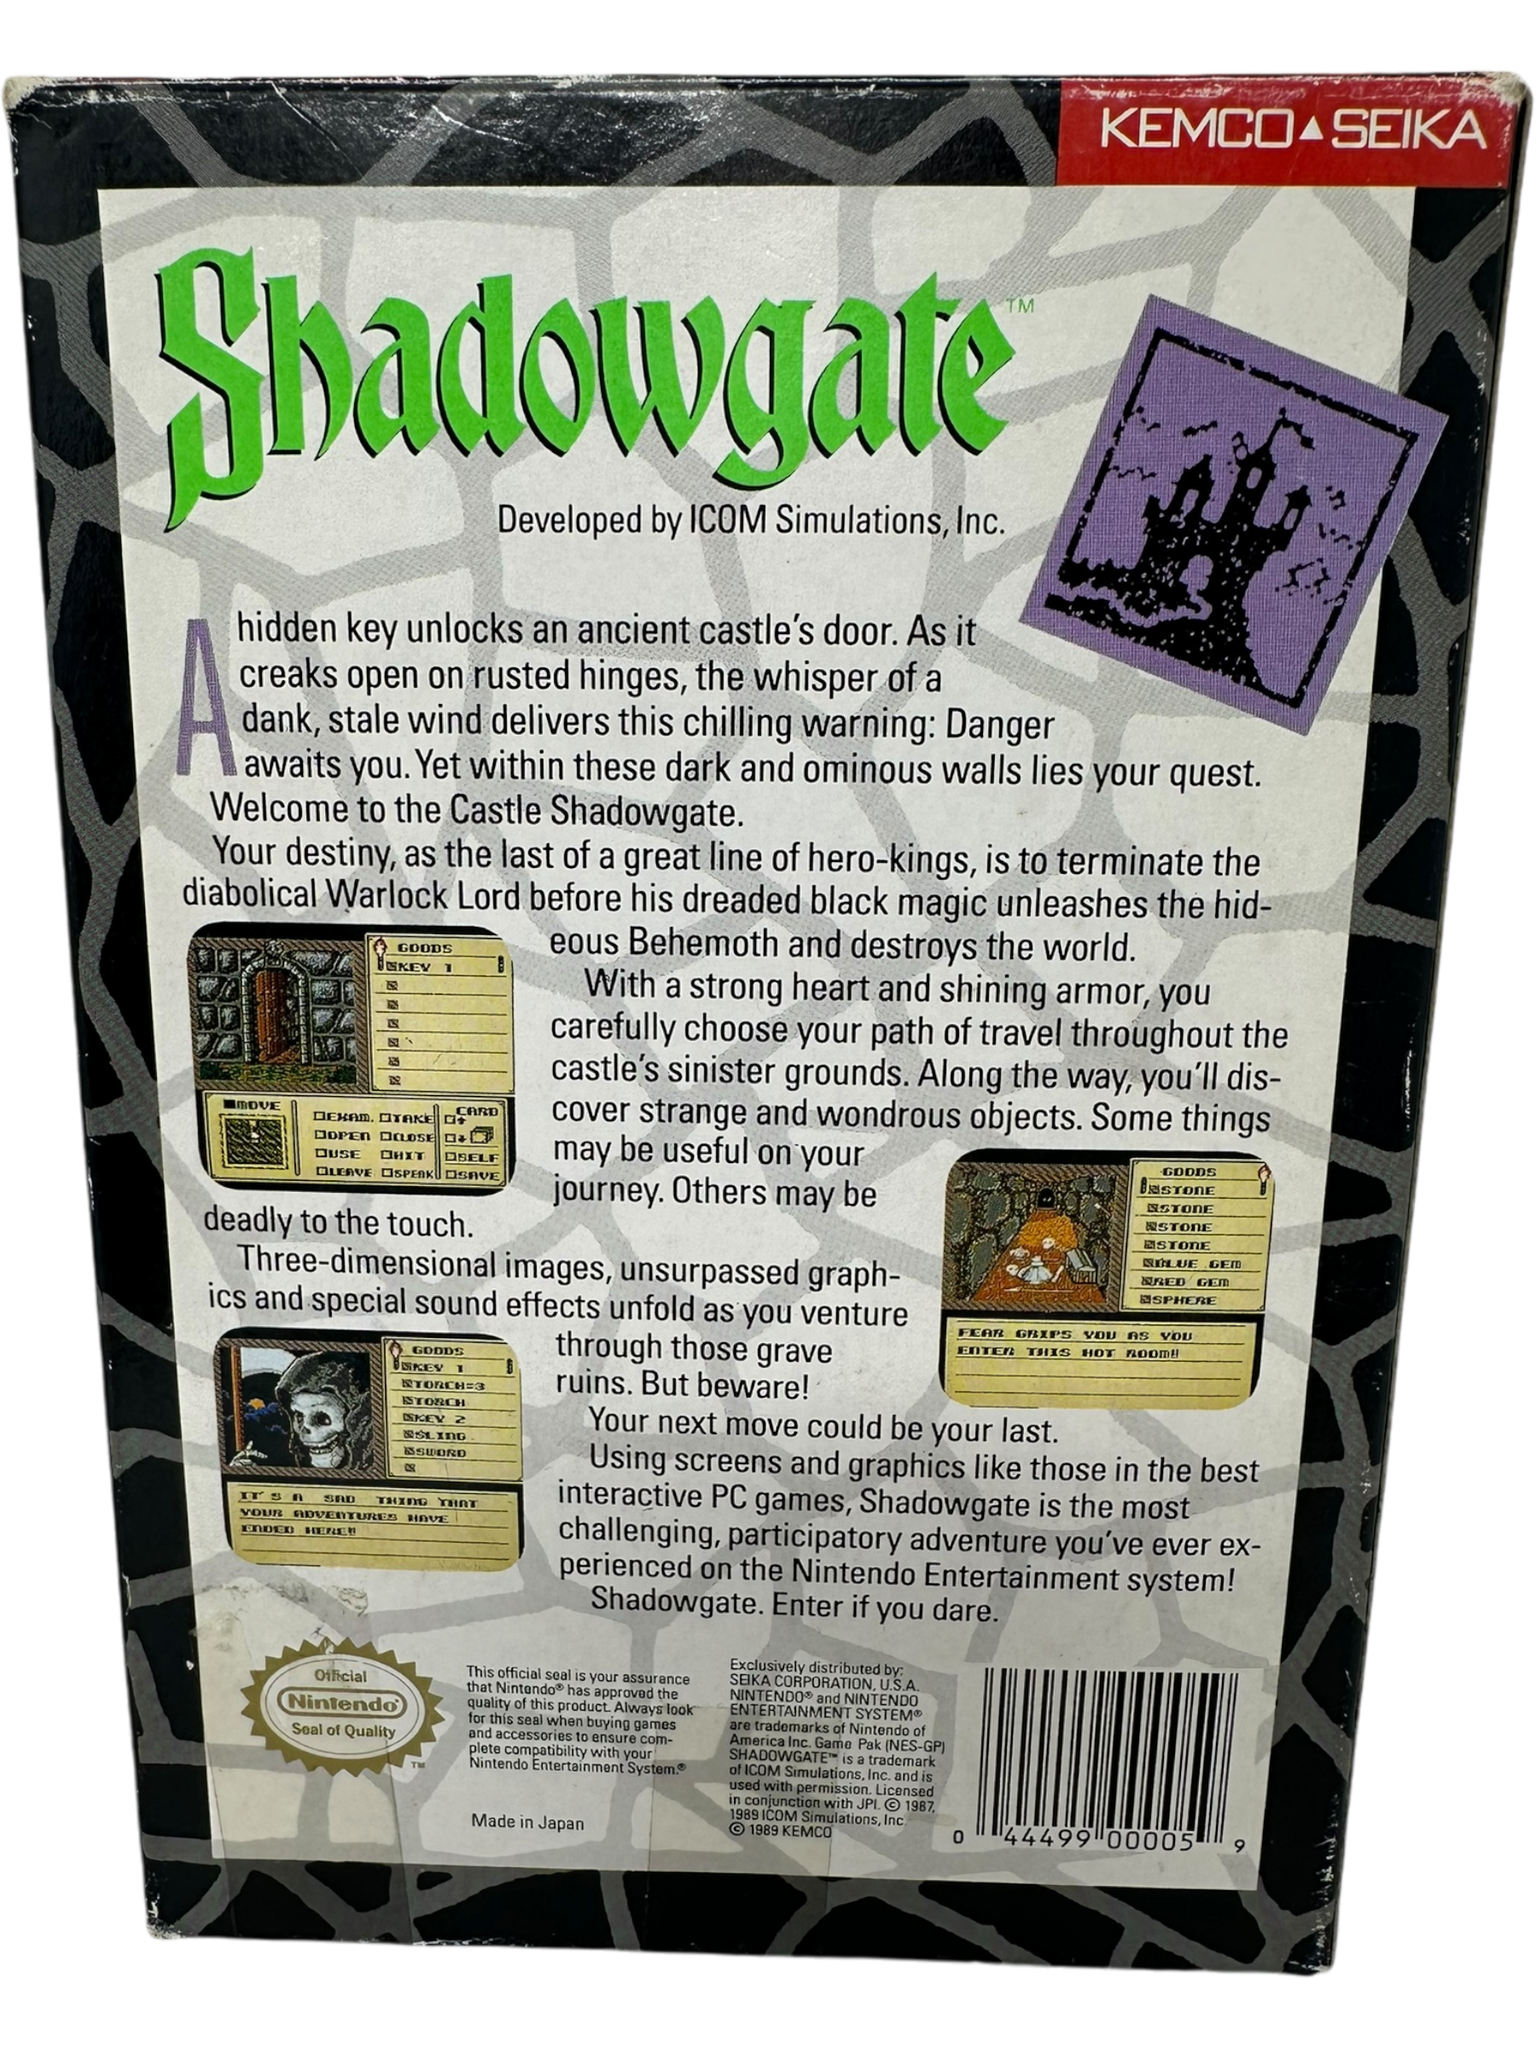 KEMCO▲SEIKA
Shadowgate™
Developed by ICOM Simulations, Inc.
A hidden key unlocks an ancient castle's door. As it
creaks open on rusted hinges, the whisper of a
dank, stale wind delivers this chilling warning: Danger
awaits you. Yet within these dark and ominous walls lies your quest.
Welcome to the Castle Shadowgate.
Your destiny, as the last of a great line of hero-kings, is to terminate the
diabolical Warlock Lord before his dreaded black magic unleashes the hid-
eous Behemoth and destroys the world.
With a strong heart and shining armor, you
carefully choose your path of travel throughout the
castle's sinister grounds. Along the way, you'll dis-
cover strange and wondrous objects. Some things
may be useful on your
journey. Others may be
deadly to the touch.
Three-dimensional images, unsurpassed graph-
ics and special sound effects unfold as you venture
through those grave
ruins. But beware!
Your next move could be your last.
Using screens and graphics like those in the best
interactive PC games, Shadowgate is the most
challenging, participatory adventure you've ever ex-
perienced on the Nintendo Entertainment system!
Shadowgate. Enter if you dare.
GOODS
KEY 1
MOVE
EXAM. TAKE CARD
OPEN CLOSE
USE HIT SELF
LEAVE SPEAK SAVE
GOODS
STONE
STONE
STONE
STONE
BLUE GEM
RED GEM
SPHERE
FEAR GRIPS YOU AS YOU
ENTER THIS HOT ROOM!!
GOODS
KEY 1
TORCH=3
TORCH
KEY 2
SLING
SWORD
IT'S A SAD THING THAT
YOUR ADVENTURES HAVE
ENDED HERE!!
Official
Nintendo®
Seal of Quality
TM
This official seal is your assurance
that Nintendo® has approved the
quality of this product. Always look
for this seal when buying games
and accessories to ensure com-
plete compatibility with your
Nintendo Entertainment System.®
Made in Japan
Exclusively distributed by:
SEIKA CORPORATION, U.S.A.
NINTENDO® and NINTENDO
ENTERTAINMENT SYSTEM®
are trademarks of Nintendo of
America Inc. Game Pak (NES-GP)
SHADOWGATE™ is a trademark
of ICOM Simulations, Inc. and is
used with permission. Licensed
in conjunction with JPI. © 1987,
1989 ICOM Simulations, Inc.
© 1989 KEMCO
0 44499 00005 9